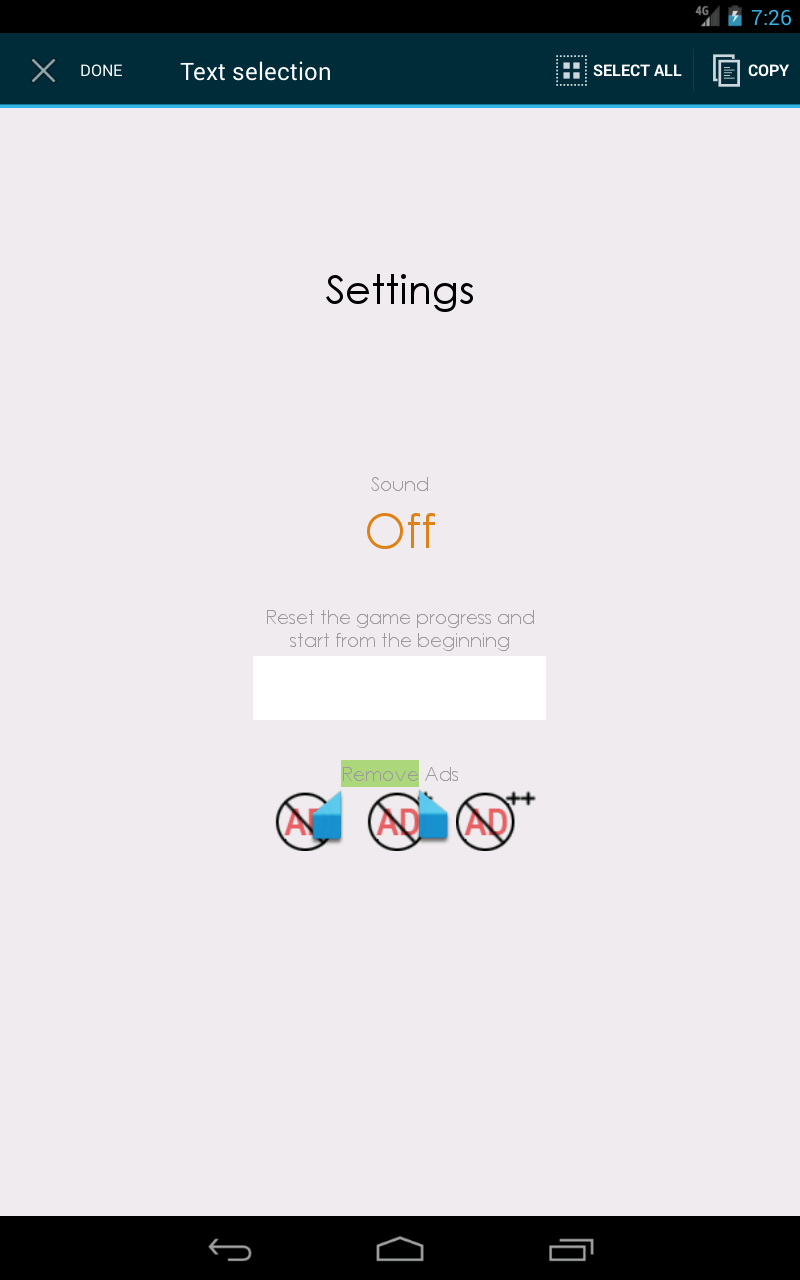 4G 7:26
DONE Text selection SELECT ALL COPY
Settings
Sound
Off
Reset the game progress and
start from the beginning
Remove Ads
AD AD AD ++